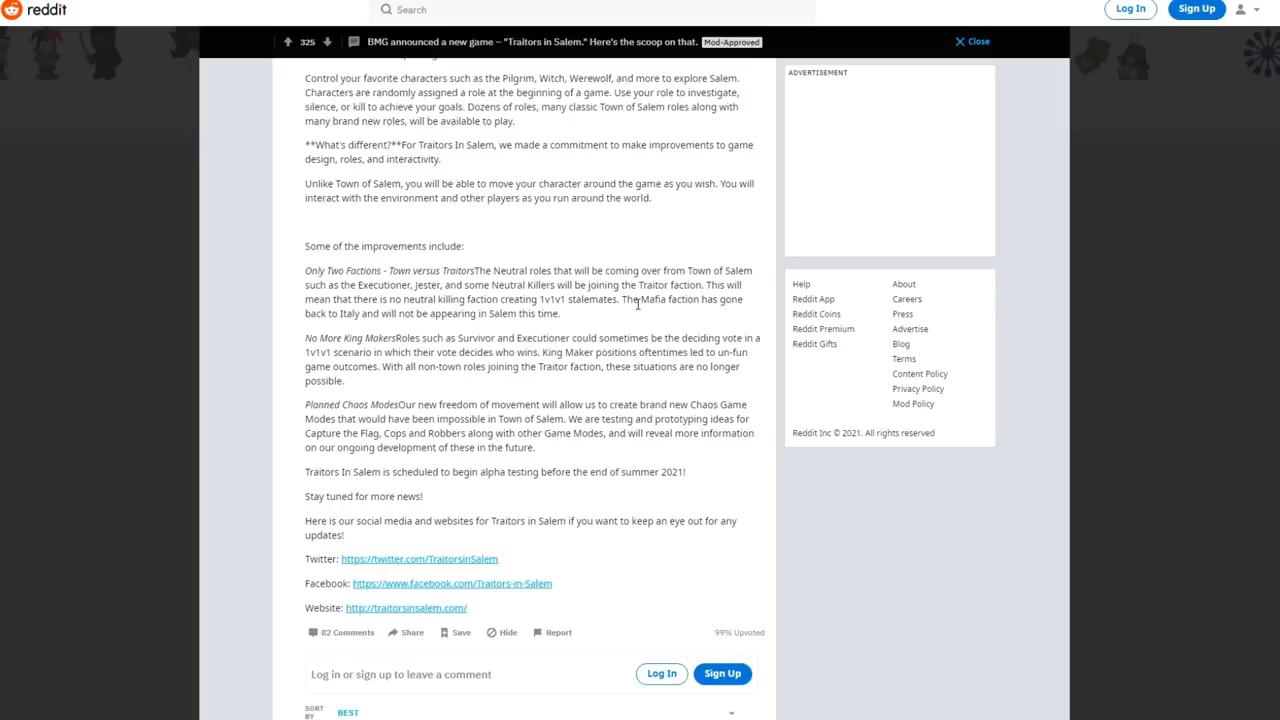 reddit
Search
Log In
Sign Up
325
BMG announced a new game – "Traitors in Salem." Here's the scoop on that.
Mod-Approved
Close
Control your favorite characters such as the Pilgrim, Witch, Werewolf, and more to explore Salem.
Characters are randomly assigned a role at the beginning of a game. Use your role to investigate,
silence, or kill to achieve your goals. Dozens of roles, many classic Town of Salem roles along with
many brand new roles, will be available to play.
**What's different?**For Traitors In Salem, we made a commitment to make improvements to game
design, roles, and interactivity.
Unlike Town of Salem, you will be able to move your character around the game as you wish. You will
interact with the environment and other players as you run around the world.
Some of the improvements include:
Only Two Factions - Town versus TraitorsThe Neutral roles that will be coming over from Town of Salem
such as the Executioner, Jester, and some Neutral Killers will be joining the Traitor faction. This will
mean that there is no neutral killing faction creating 1v1v1 stalemates. The Mafia faction has gone
back to Italy and will not be appearing in Salem this time.
No More King MakersRoles such as Survivor and Executioner could sometimes be the deciding vote in a
1v1v1 scenario in which their vote decides who wins. King Maker positions oftentimes led to un-fun
game outcomes. With all non-town roles joining the Traitor faction, these situations are no longer
possible.
Planned Chaos ModesOur new freedom of movement will allow us to create brand new Chaos Game
Modes that would have been impossible in Town of Salem. We are testing and prototyping ideas for
Capture the Flag, Cops and Robbers along with other Game Modes, and will reveal more information
on our ongoing development of these in the future.
Traitors In Salem is scheduled to begin alpha testing before the end of summer 2021!
Stay tuned for more news!
Here is our social media and websites for Traitors in Salem if you want to keep an eye out for any
updates!
Twitter: https://twitter.com/TraitorsinSalem
Facebook: https://www.facebook.com/Traitors-in-Salem
Website: http://traitorsinsalem.com/
82 Comments
Share
Save
Hide
Report
99% Upvoted
Log in or sign up to leave a comment
Log In
Sign Up
SORT
BY
BEST
ADVERTISEMENT
Help
About
Reddit App
Careers
Reddit Coins
Press
Reddit Premium
Advertise
Reddit Gifts
Blog
Terms
Content Policy
Privacy Policy
Mod Policy
Reddit Inc © 2021. All rights reserved